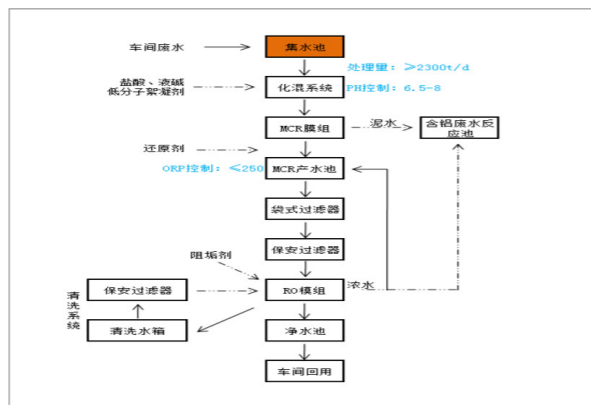 车间废水
集水池
处理量：≥2300t/d
盐酸、液碱
低分子絮凝剂
化混系统
PH控制：6.5-8
MCR膜组
泥水
含铝废水反
应池
还原剂
ORP控制：≤250
MCR产水池
袋式过滤器
保安过滤器
阻垢剂
清洗系统
保安过滤器
RO模组
浓水
清洗水箱
净水池
车间回用